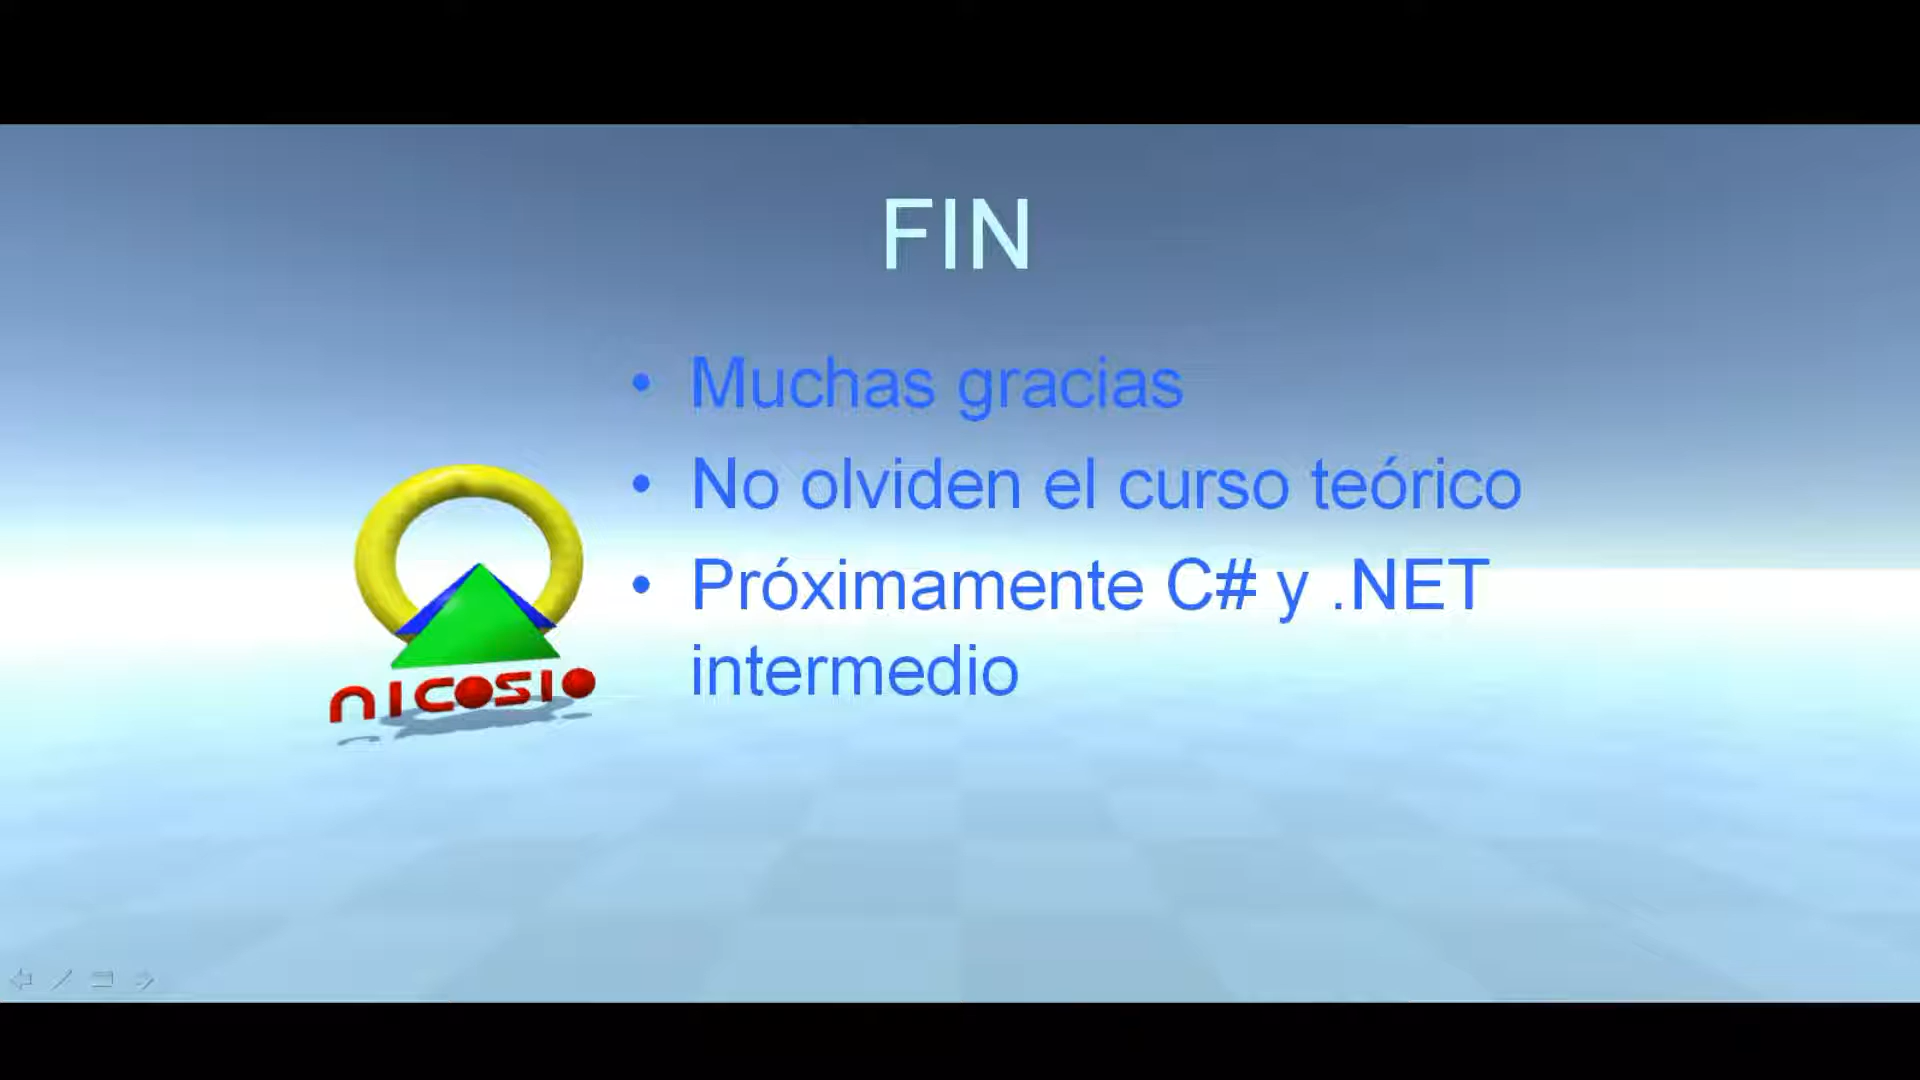 FIN
• Muchas gracias
• No olviden el curso teórico
• Próximamente C# y .NET
intermedio
nicosio